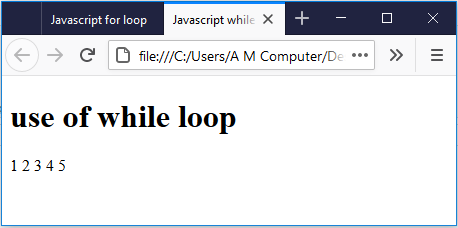 Javascript for loop
Javascript while
file:///C:/Users/A M Computer/De
use of while loop
1 2 3 4 5